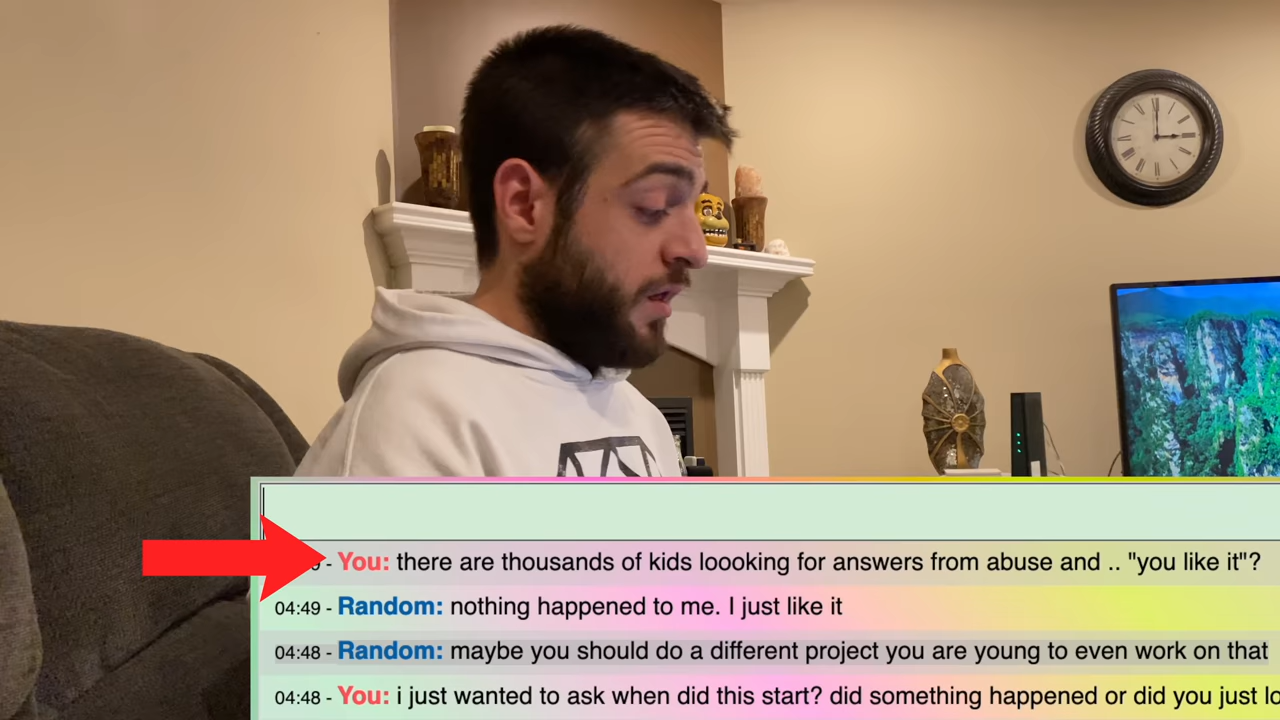 - You: there are thousands of kids loooking for answers from abuse and .. "you like it"?
04:49 - Random: nothing happened to me. I just like it
04:48 - Random: maybe you should do a different project you are young to even work on that
04:48 - You: i just wanted to ask when did this start? did something happened or did you just lo